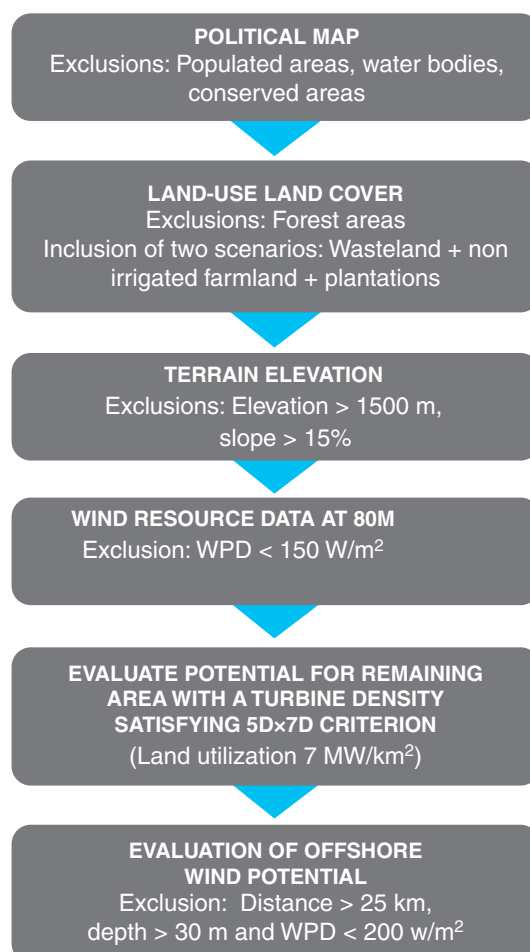 POLITICAL MAP
Exclusions: Populated areas, water bodies,
conserved areas
LAND-USE LAND COVER
Exclusions: Forest areas
Inclusion of two scenarios: Wasteland + non
irrigated farmland + plantations
TERRAIN ELEVATION
Exclusions: Elevation > 1500 m,
slope > 15%
WIND RESOURCE DATA AT 80M
Exclusion: WPD < 150 W/m²
EVALUATE POTENTIAL FOR REMAINING
AREA WITH A TURBINE DENSITY
SATISFYING 5D×7D CRITERION
(Land utilization 7 MW/km²)
EVALUATION OF OFFSHORE
WIND POTENTIAL
Exclusion: Distance > 25 km,
depth > 30 m and WPD < 200 w/m²